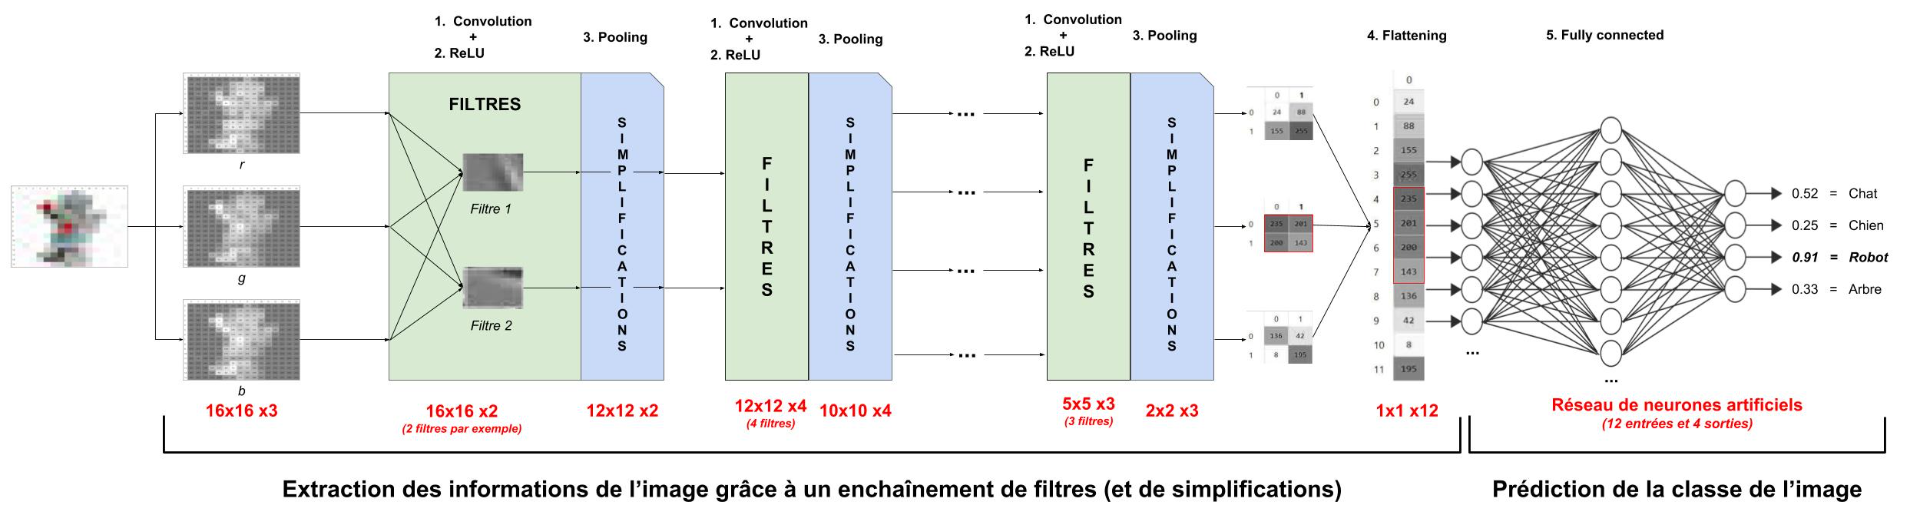 1. Convolution
+
2. ReLU
3. Pooling
1. Convolution
+
2. ReLU
3. Pooling
1. Convolution
+
2. ReLU
3. Pooling
4. Flattening
5. Fully connected
r
g
b
FILTRES
Filtre 1
Filtre 2
SIMPLIFICATIONS
FILTRES
SIMPLIFICATIONS
...
...
...
...
FILTRES
SIMPLIFICATIONS
0 1
0 24 88
1 155 255
0 1
0 235 201
1 200 143
0 1
0 136 42
1 8 195
0
0 24
1 88
2 155
3 255
4 235
5 201
6 200
7 143
8 136
9 42
10 8
11 195
...
...
0.52 = Chat
0.25 = Chien
0.91 = Robot
0.33 = Arbre
16x16 x3
16x16 x2
(2 filtres par exemple)
12x12 x2
12x12 x4
(4 filtres)
10x10 x4
5x5 x3
(3 filtres)
2x2 x3
1x1 x12
Réseau de neurones artificiels
(12 entrées et 4 sorties)
Extraction des informations de l'image grâce à un enchaînement de filtres (et de simplifications)
Prédiction de la classe de l'image